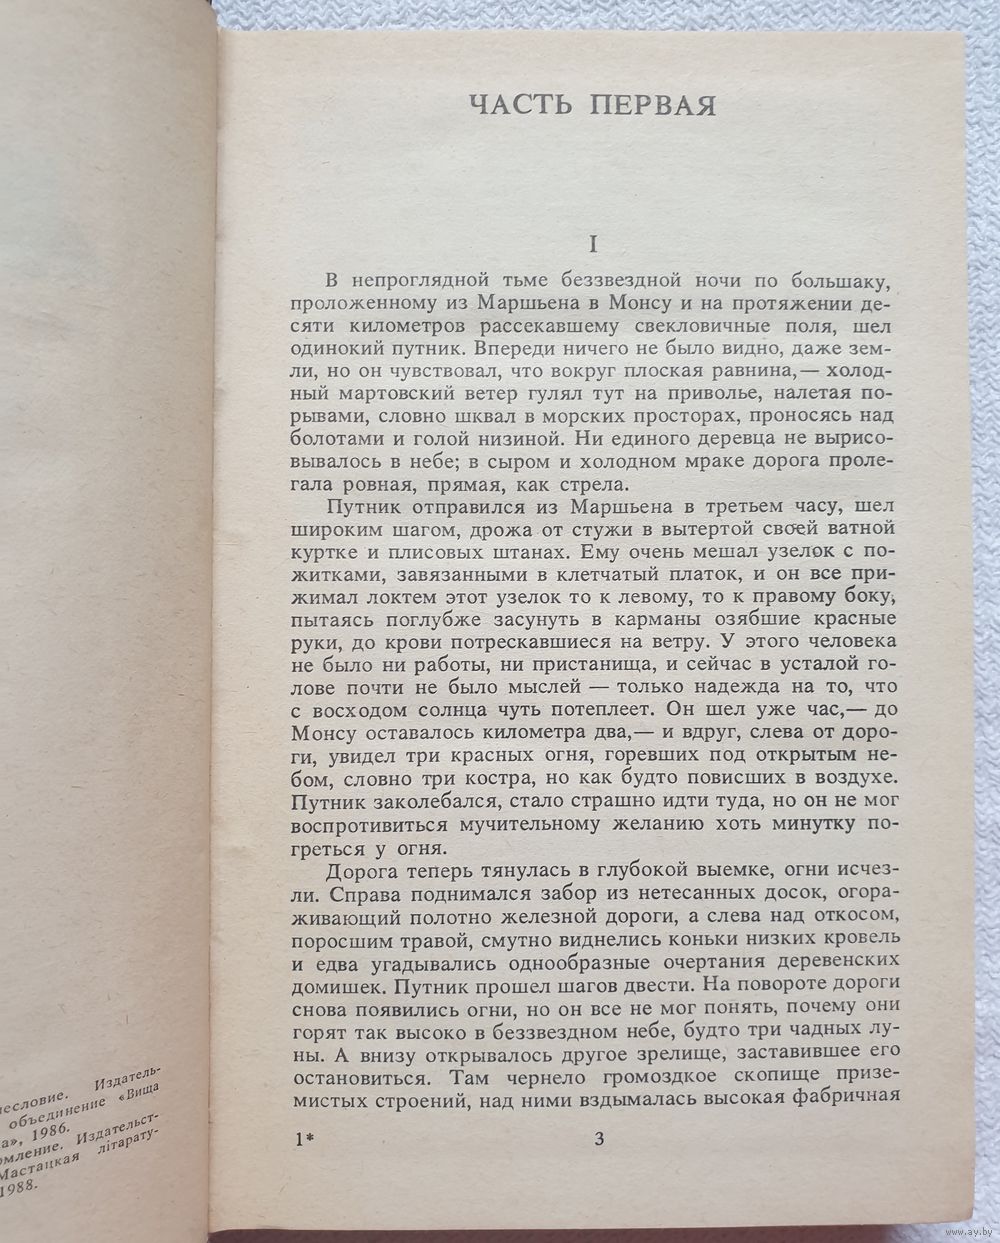 ЧАСТЬ ПЕРВАЯ
I
В непроглядной тьме беззвездной ночи по большаку,
проложенному из Маршьена в Монсу и на протяжении де-
сяти километров рассекавшему свекловичные поля, шел
одинокий путник. Впереди ничего не было видно, даже зем-
ли, но он чувствовал, что вокруг плоская равнина,— холод-
ный мартовский ветер гулял тут на приволье, налетая по-
рывами, словно шквал в морских просторах, проносясь над
болотами и голой низиной. Ни единого деревца не вырисо-
вывалось в небе; в сыром и холодном мраке дорога проле-
гала ровная, прямая, как стрела.
Путник отправился из Маршьена в третьем часу, шел
широким шагом, дрожа от стужи в вытертой своей ватной
куртке и плисовых штанах. Ему очень мешал узелок с по-
житками, завязанными в клетчатый платок, и он все при-
жимал локтем этот узелок то к левому, то к правому боку,
пытаясь поглубже засунуть в карманы озябшие красные
руки, до крови потрескавшиеся на ветру. У этого человека
не было ни работы, ни пристанища, и сейчас в усталой го-
лове почти не было мыслей — только надежда на то, что
с восходом солнца чуть потеплеет. Он шел уже час,— до
Монсу оставалось километра два,— и вдруг, слева от доро-
ги, увидел три красных огня, горевших под открытым не-
бом, словно три костра, но как будто повисших в воздухе.
Путник заколебался, стало страшно идти туда, но он не мог
воспротивиться мучительному желанию хоть минутку по-
греться у огня.
Дорога теперь тянулась в глубокой выемке, огни исчез-
ли. Справа поднимался забор из нетесанных досок, огора-
живающий полотно железной дороги, а слева над откосом,
поросшим травой, смутно виднелись коньки низких кровель
и едва угадывались однообразные очертания деревенских
домишек. Путник прошел шагов двести. На повороте дороги
снова появились огни, но он все не мог понять, почему они
горят так высоко в беззвездном небе, будто три чадных лу-
ны. А внизу открывалось другое зрелище, заставившее его
остановиться. Там чернело громоздкое скопище призе-
мистых строений, над ними вздымалась высокая фабричная
1*
3
есловие. Издатель-
объединение «Вища
а», 1986.
мление. Издательст-
Мастацкая літарату-
1988.
www.ay.by